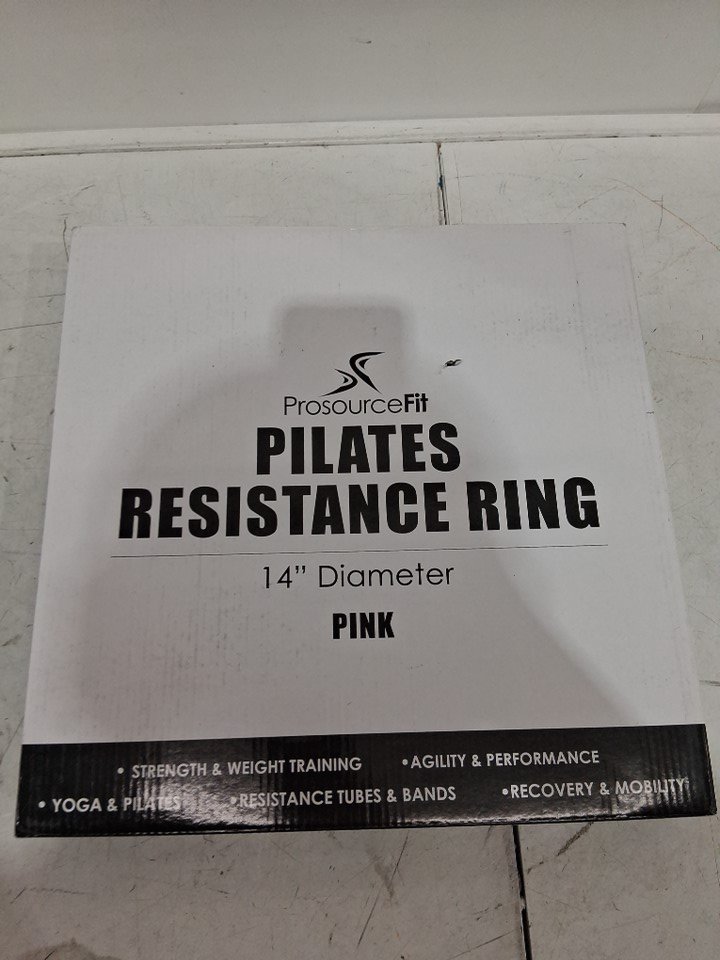 ProsourceFit
PILATES
RESISTANCE RING
14” Diameter
PINK
• STRENGTH & WEIGHT TRAINING •AGILITY & PERFORMANCE
• YOGA & PILATES •RESISTANCE TUBES & BANDS •RECOVERY & MOBILITY